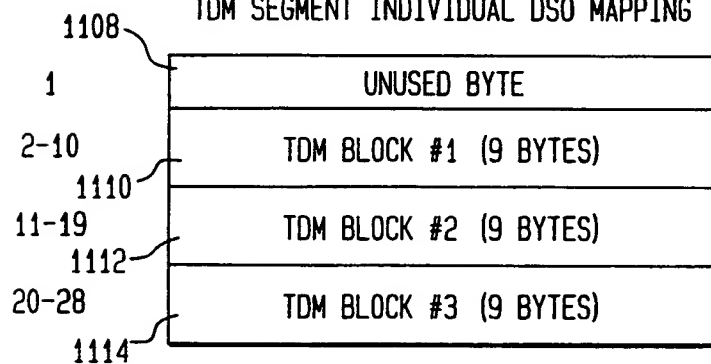 TDM SEGMENT INDIVIDUAL DSO MAPPING
1108
1 UNUSED BYTE
2-10 TDM BLOCK #1 (9 BYTES)
1110
11-19 TDM BLOCK #2 (9 BYTES)
1112
20-28 TDM BLOCK #3 (9 BYTES)
1114